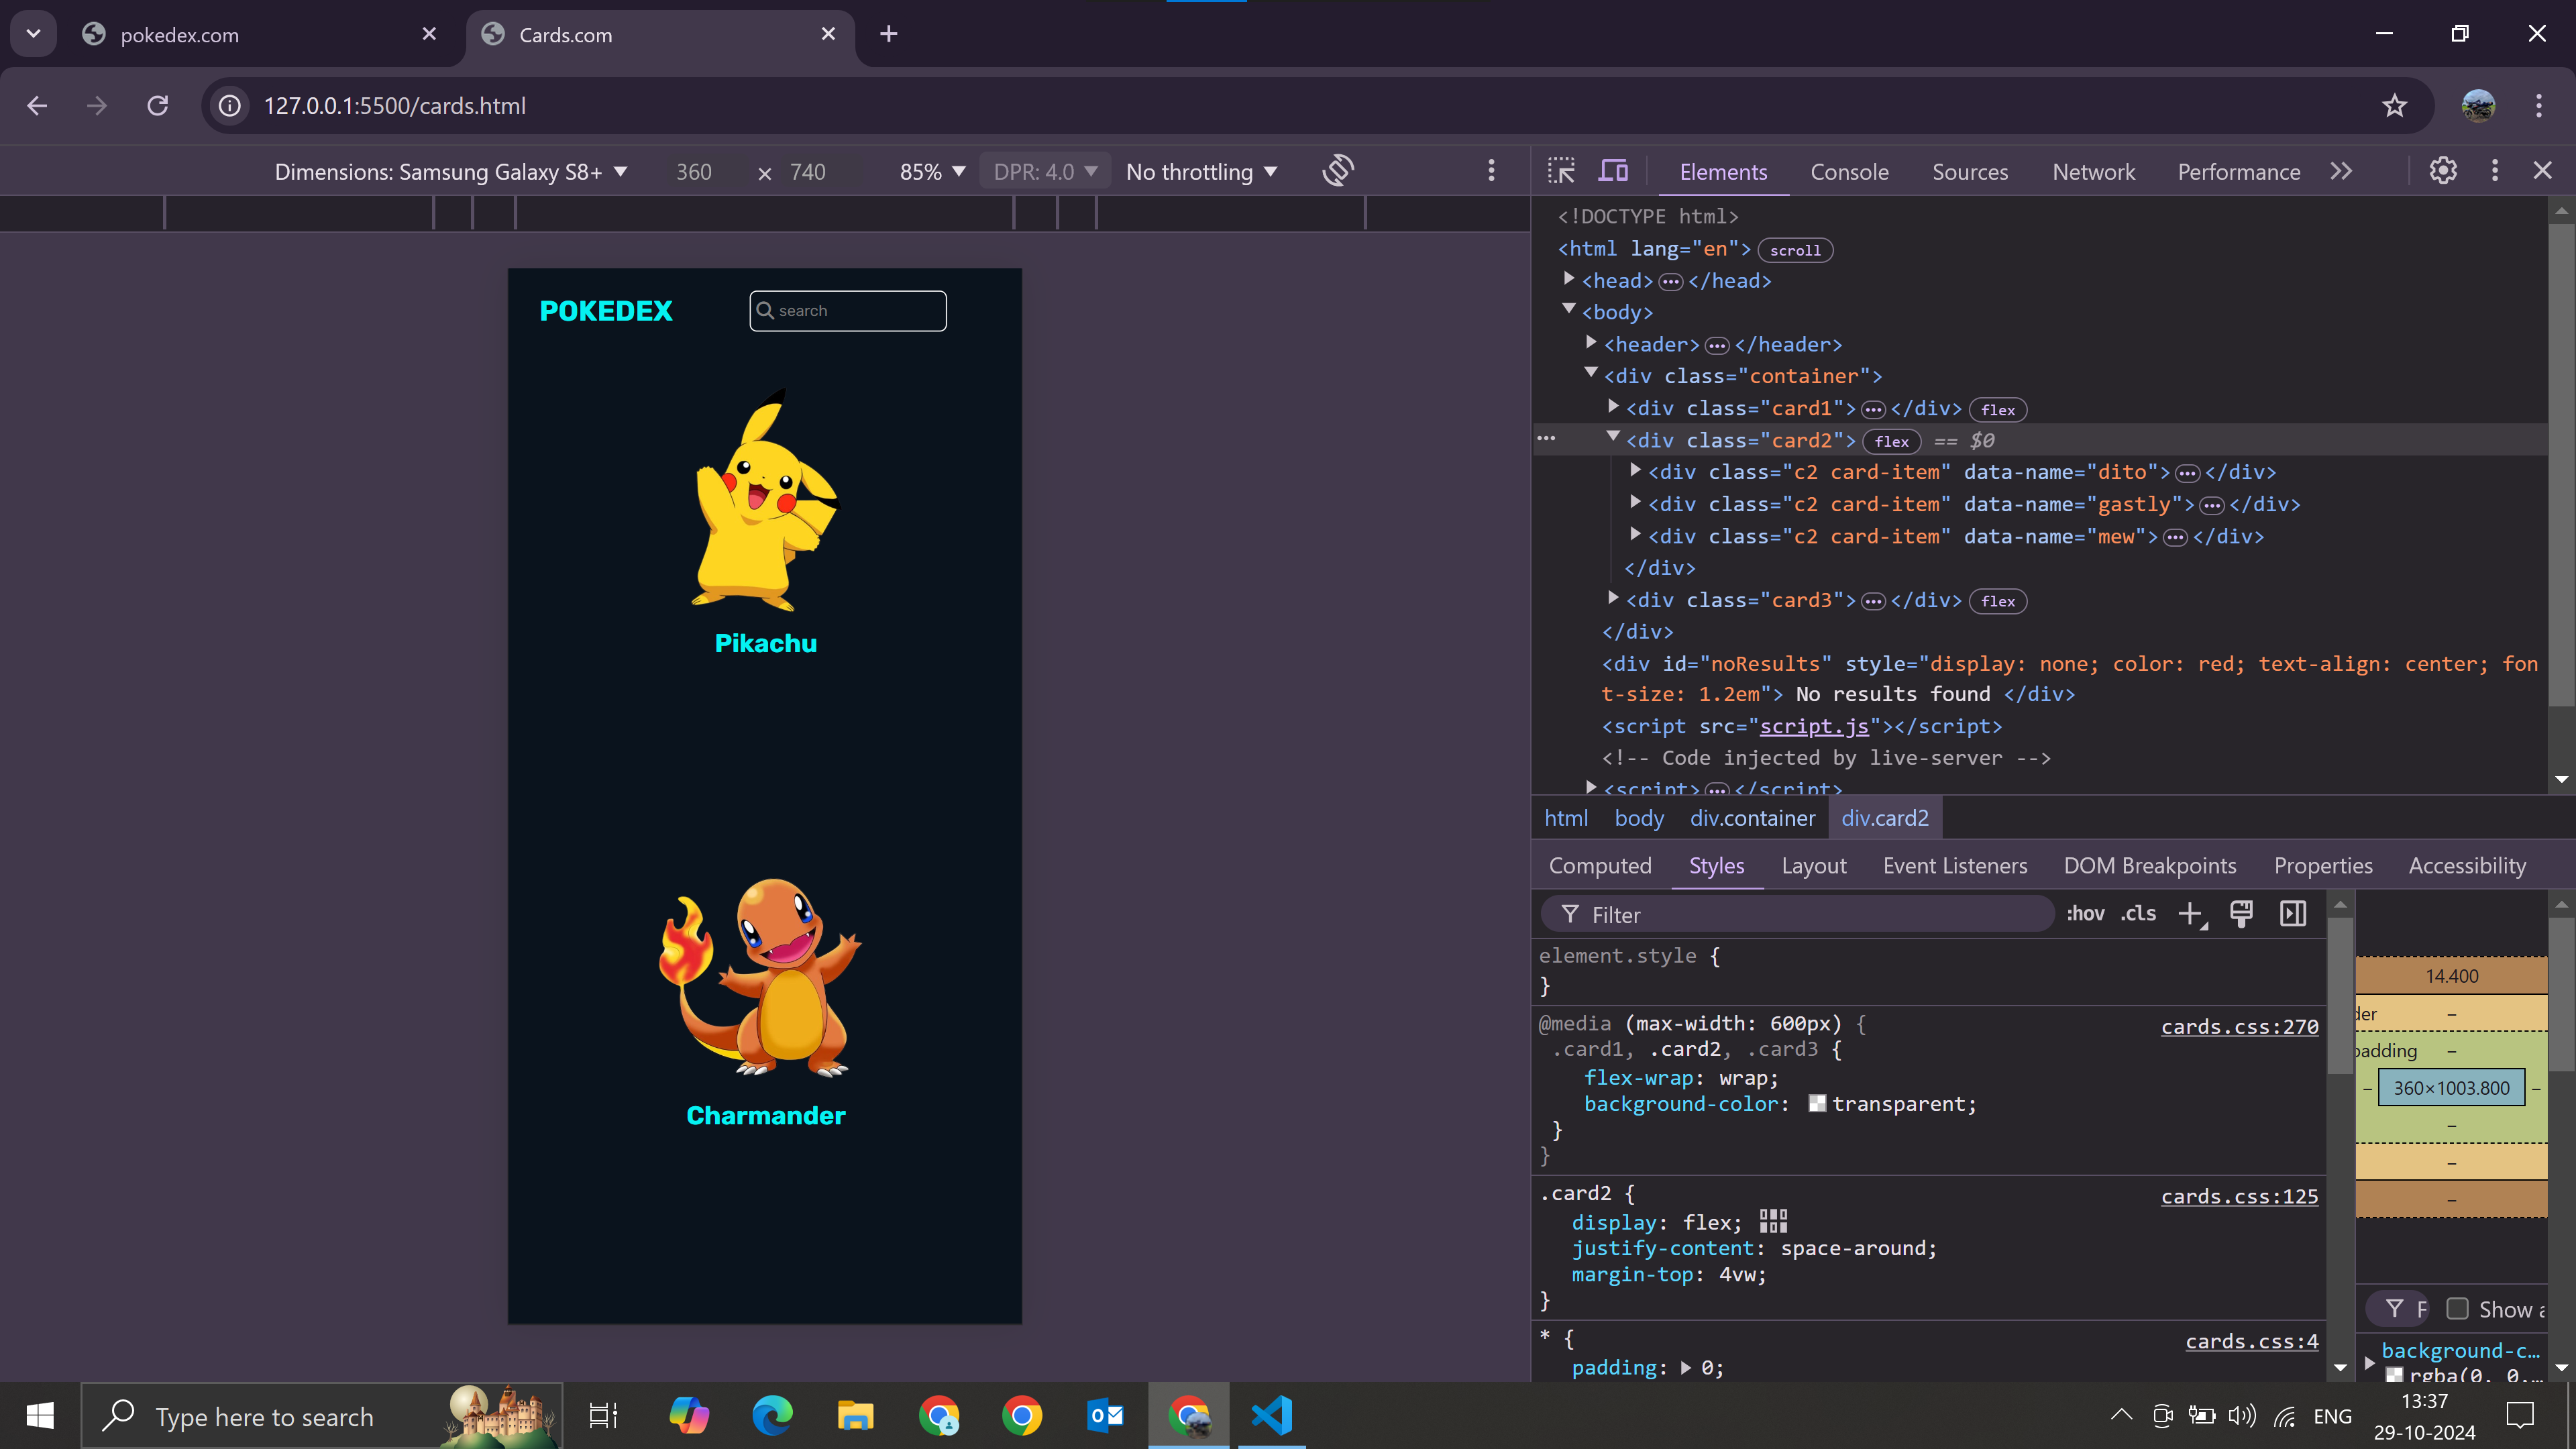 pokedex.com
Cards.com
127.0.0.1:5500/cards.html
Dimensions: Samsung Galaxy S8+ 360 × 740 85% DPR: 4.0 No throttling
Elements Console Sources Network Performance
POKEDEX
search
Pikachu
Charmander
<!DOCTYPE html>
<html lang="en"> scroll
<head> ••• </head>
<body>
<header> ••• </header>
<div class="container">
<div class="card1"> ••• </div> flex
••• <div class="card2"> flex == $0
<div class="c2 card-item" data-name="dito"> ••• </div>
<div class="c2 card-item" data-name="gastly"> ••• </div>
<div class="c2 card-item" data-name="mew"> ••• </div>
</div>
<div class="card3"> ••• </div> flex
</div>
<div id="noResults" style="display: none; color: red; text-align: center; fon
t-size: 1.2em"> No results found </div>
<script src="script.js"></script>
<!-- Code injected by live-server -->
<script> ••• </script>
html body div.container div.card2
Computed Styles Layout Event Listeners DOM Breakpoints Properties Accessibility
Filter :hov .cls
element.style {
}
@media (max-width: 600px) { cards.css:270
.card1, .card2, .card3 {
flex-wrap: wrap;
background-color: transparent;
}
}
.card2 { cards.css:125
display: flex;
justify-content: space-around;
margin-top: 4vw;
}
* { cards.css:4
padding: 0;
14.400
der –
padding –
– 360×1003.800 –
–
–
–
F Show a
background-c…
rgba(0, 0,…
Type here to search
ENG
13:37
29-10-2024